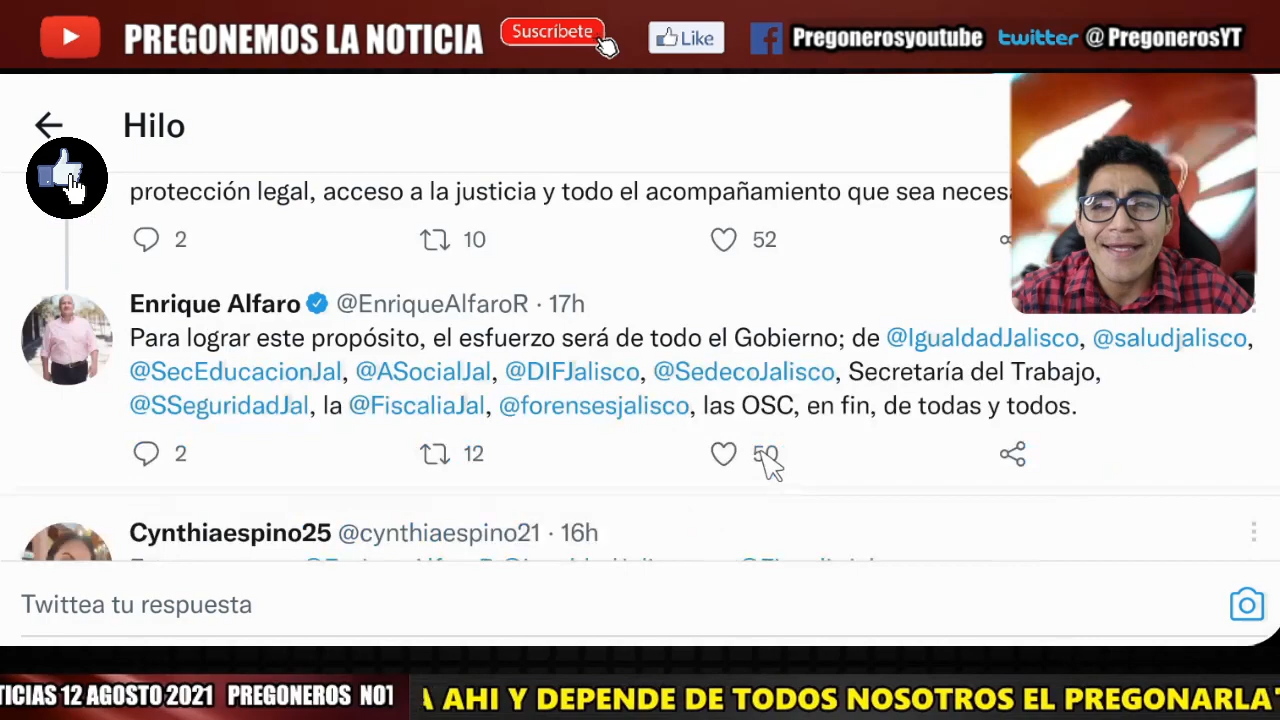 PREGONEMOS LA NOTICIA
Suscríbete
Like
Pregonerosyoutube
twitter @PregonerosYT
Hilo
protección legal, acceso a la justicia y todo el acompañamiento que sea
2 10 52
Enrique Alfaro @EnriqueAlfaroR · 17h
Para lograr este propósito, el esfuerzo será de todo el Gobierno; de @IgualdadJalisco, @saludjalisco,
@SecEducacionJal, @ASocialJal, @DIFJalisco, @SedecoJalisco, Secretaría del Trabajo,
@SSeguridadJal, la @FiscaliaJal, @forensesjalisco, las OSC, en fin, de todas y todos.
2 12 50
Cynthiaespino25 @cynthiaespino21 · 16h
Twittea tu respuesta
TICIAS 12 AGOSTO 2021 PREGONEROS NOT
A AHI Y DEPENDE DE TODOS NOSOTROS EL PREGONARLA